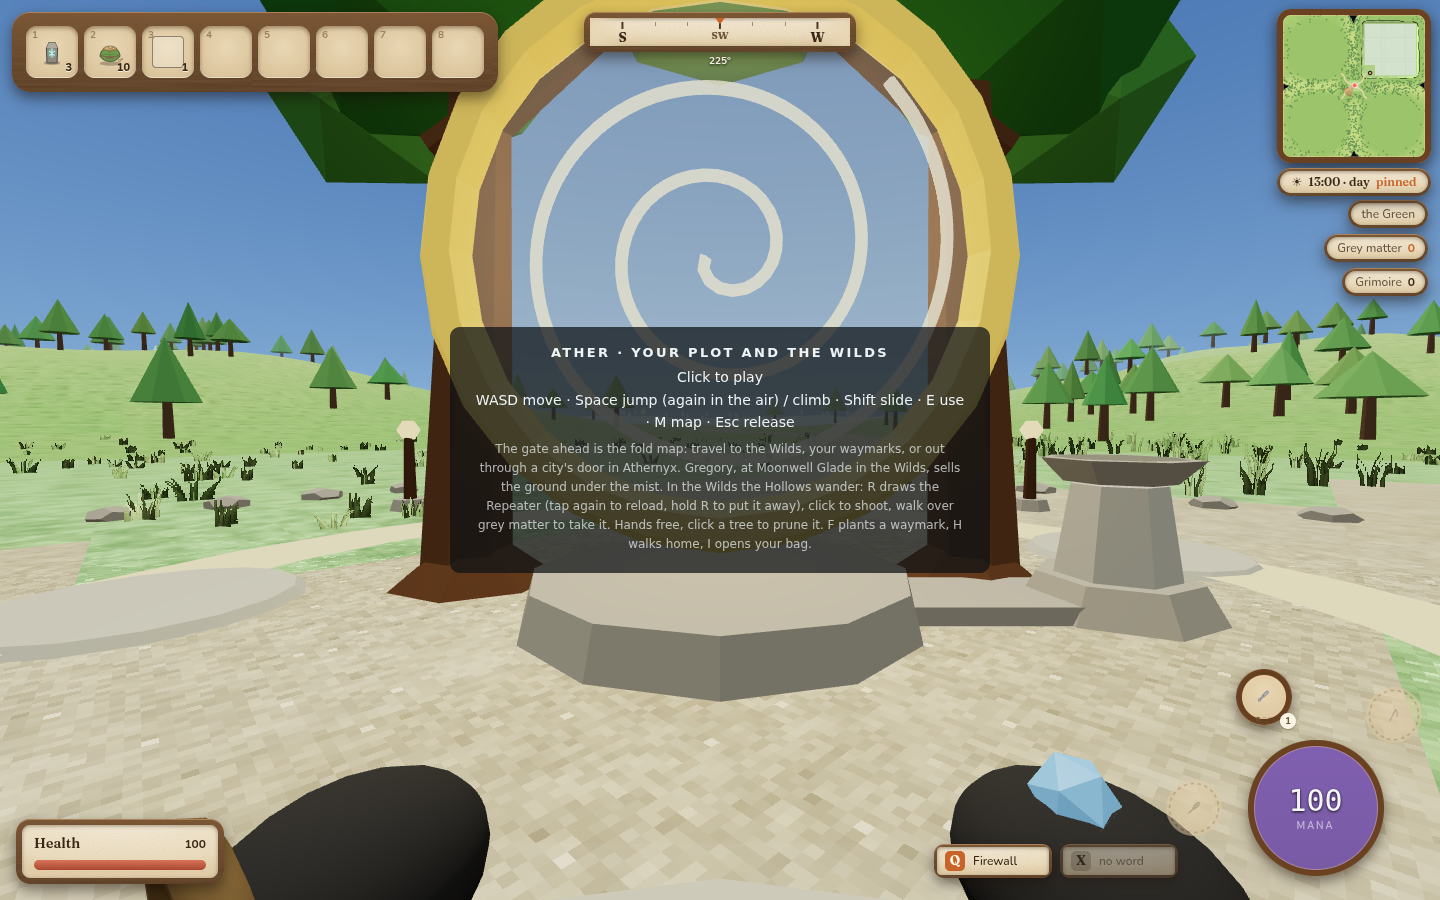 1
3
2
10
3
1
4
5
6
7
8
S
SW
W
225°
13:00 · day pinned
the Green
Grey matter 0
Grimoire 0
ATHER · YOUR PLOT AND THE WILDS
Click to play
WASD move · Space jump (again in the air) / climb · Shift slide · E use
· M map · Esc release
The gate ahead is the fold map: travel to the Wilds, your waymarks, or out
through a city's door in Athernyx. Gregory, at Moonwell Glade in the Wilds, sells
the ground under the mist. In the Wilds the Hollows wander: R draws the
Repeater (tap again to reload, hold R to put it away), click to shoot, walk over
grey matter to take it. Hands free, click a tree to prune it. F plants a waymark, H
walks home, I opens your bag.
1
100
MANA
Health 100
Q Firewall
X no word